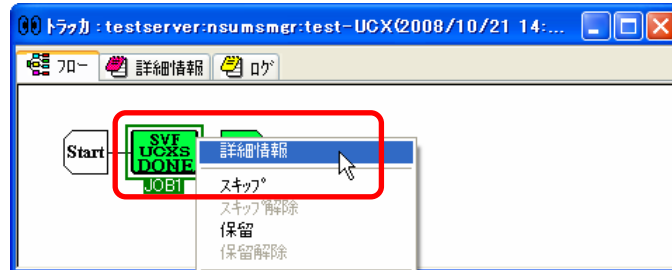 トラッカ : testserver:nsumsmgr:test-UCX(2008/10/21 14:...
フロー 詳細情報 ログ
Start
SVF
UCXS
DONE
JOB1
詳細情報
スキップ
スキップ解除
保留
保留解除